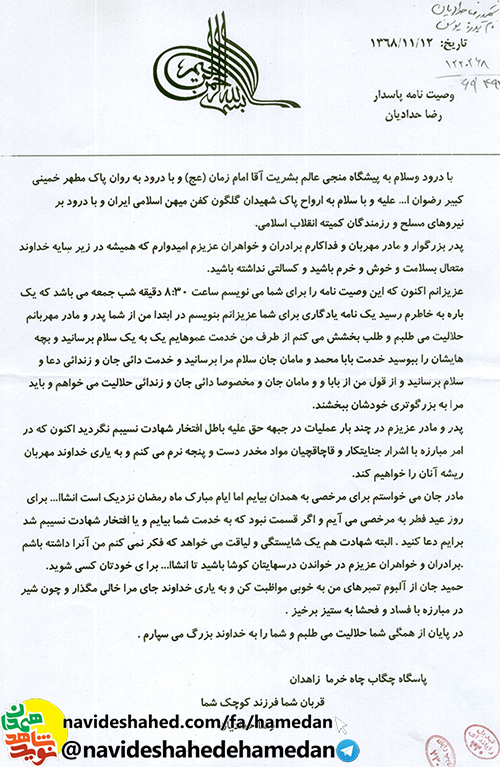 تاریخ: ۱۳۶۸/۱۱/۱۲
وصیت نامه پاسدار
رضا حدادیان
با درود وسلام به پیشگاه منجی عالم بشریت آقا امام زمان (عج) و با درود به روان پاک مطهر خمینی
کبیر رضوان ا... علیه و با سلام به ارواح پاک شهیدان گلگون کفن میهن اسلامی ایران و با درود بر
نیروهای مسلح و رزمندگان کمیته انقلاب اسلامی.
پدر بزرگوار و مادر مهربان و فداکارم برادران و خواهران عزیزم امیدوارم که همیشه در زیر سایه خداوند
متعال بسلامت و خوش و خرم باشید و کسالتی نداشته باشید.
عزیزانم اکنون که این وصیت نامه را برای شما می نویسم ساعت ۸:۳۰ دقیقه شب جمعه می باشد که یک
باره به خاطرم رسید یک نامه یادگاری برای شما عزیزانم بنویسم در ابتدا من از شما پدر و مادر مهربانم
حلالیت می طلبم و طلب بخشش می کنم از طرف من خدمت عموهایم یک به یک سلام برسانید و بچه
هایشان را ببوسید خدمت بابا محمد و مامان جان سلام مرا برسانید و خدمت دائی جان و زندائی دعا و
سلام برسانید و از قول من از بابا و و مامان جان و مخصوصا دائی جان و زندائی حلالیت می خواهم و باید
مرا به بزرگوتری خودشان ببخشند.
پدر و مادر عزیزم در چند بار عملیات در جبهه حق علیه باطل افتخار شهادت نسیبم نگردید اکنون که در
امر مبارزه با اشرار جنایتکار و قاچاقچیان مواد مخدر دست و پنجه نرم می کنم و به یاری خداوند مهربان
ریشه آنان را خواهیم کند.
مادر جان می خواستم برای مرخصی به همدان بیایم اما ایام مبارک ماه رمضان نزدیک است انشاا... برای
روز عید فطر به مرخصی می آیم و اگر قسمت نبود که به خدمت شما بیایم و یا افتخار شهادت نسیبم شد
برایم دعا کنید . البته شهادت هم یک شایستگی و لیاقت می خواهد که فکر نمی کنم من آنرا داشته باشم
.برادران و خواهران عزیزم در خواندن درسهایتان کوشا باشید تا انشاا... برا ی خودتان کسی شوید.
حمید جان از آلبوم تمبرهای من به خوبی مواظبت کن و به یاری خداوند جای مرا خالی مگذار و چون شیر
در مبارزه با فساد و فحشا به ستیز برخیز .
در پایان از همگی شما حلالیت می طلبم و شما را به خداوند بزرگ می سپارم .
پاسگاه چگاب چاه خرما زاهدان
قربان شما فرزند کوچک شما
navideshahed.com/fa/hamedan
@navideshahedehamedan